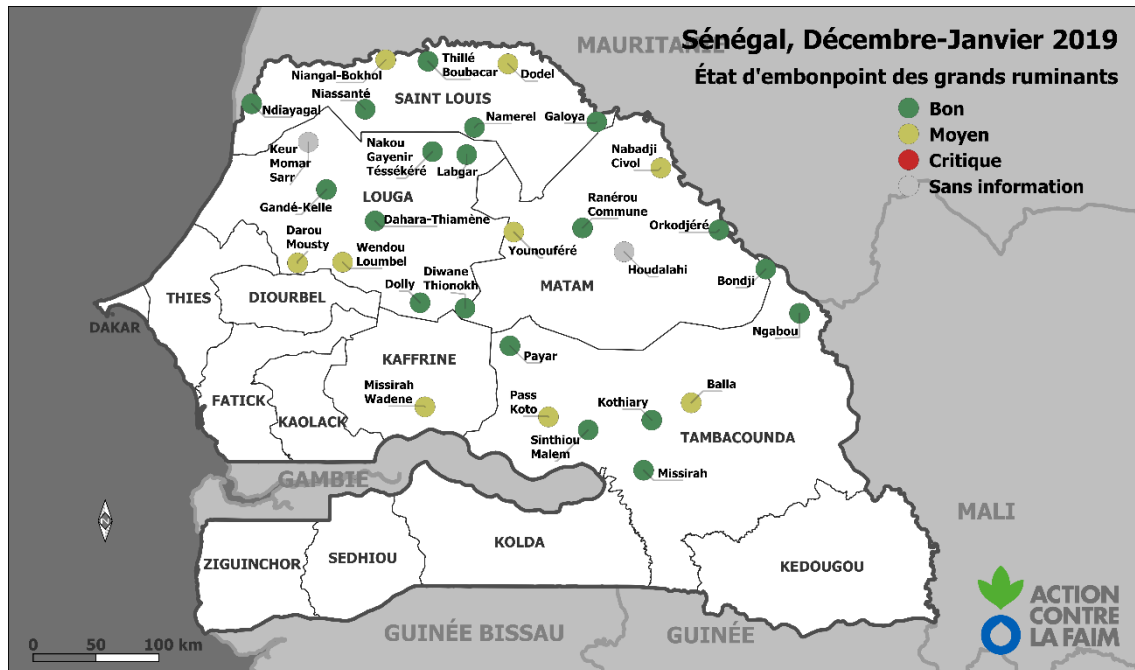 MAURITANIE
Sénégal, Décembre-Janvier 2019
État d'embonpoint des grands ruminants
Bon
Moyen
Critique
Sans information
Niangal-Bokhol
Thillé
Boubacar
Dodel
Niassanté
SAINT LOUIS
Ndiayagal
Namerel
Galoya
Keur
Momar
Sarr
Nakou
Gayenir
Téssékéré
Labgar
Nabadji
Civol
LOUGA
Gandé-Kelle
Ranérou
Commune
Dahara-Thiamène
Orkodjéré
Darou
Mousty
Wendou
Loumbel
Younouféré
Houdalahi
Diwane
Thionokh
Dolly
MATAM
Bondji
THIES
DIOURBEL
DAKAR
Ngabou
KAFFRINE
Payar
Missirah
Wadene
Pass
Koto
Kothiary
Balla
FATICK
KAOLACK
Sinthiou
Malem
TAMBACOUNDA
Missirah
GAMBIE
MALI
ZIGUINCHOR
SEDHIOU
KOLDA
KEDOUGOU
GUINÉE BISSAU
GUINÉE
ACTION
CONTRE
LA FAIM
0 50 100 km